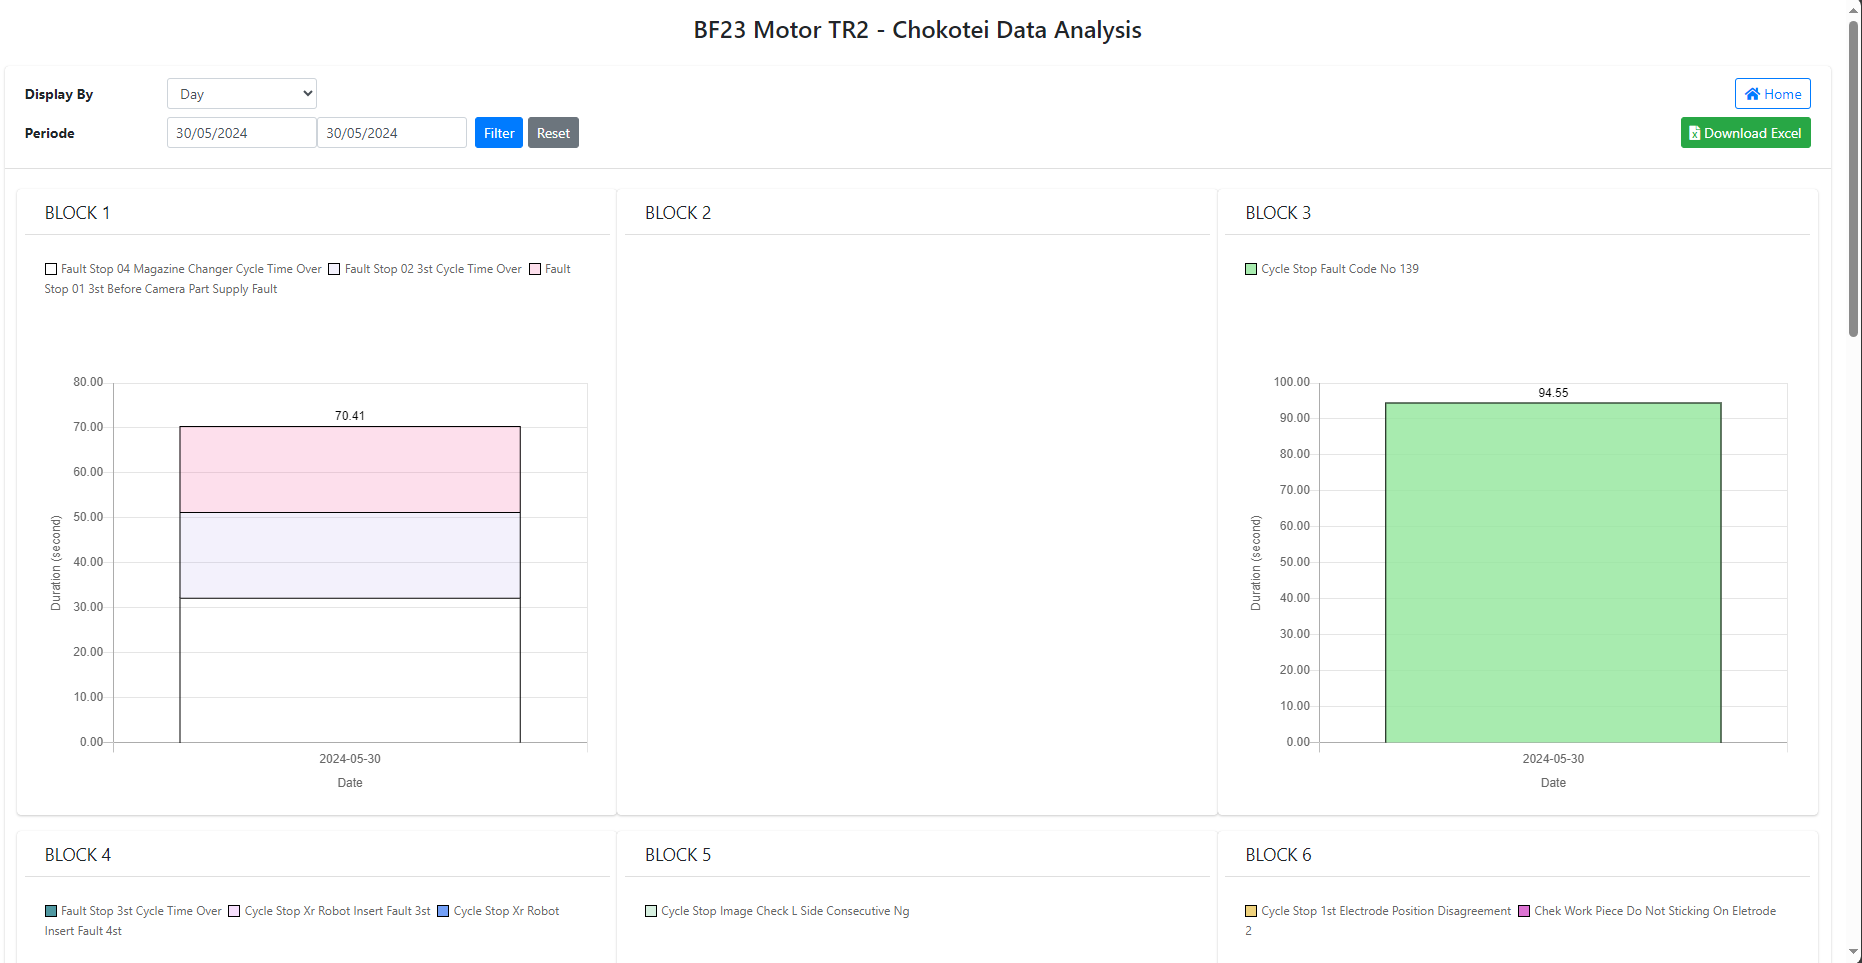 BF23 Motor TR2 - Chokotei Data Analysis
Display By
Day
Home
Periode
30/05/2024
30/05/2024
Filter
Reset
Download Excel
BLOCK 1
Fault Stop 04 Magazine Changer Cycle Time Over
Fault Stop 02 3st Cycle Time Over
Fault
Stop 01 3st Before Camera Part Supply Fault
80.00
70.00
60.00
50.00
40.00
30.00
20.00
10.00
0.00
Duration (second)
70.41
2024-05-30
Date
BLOCK 2
BLOCK 3
Cycle Stop Fault Code No 139
100.00
90.00
80.00
70.00
60.00
50.00
40.00
30.00
20.00
10.00
0.00
Duration (second)
94.55
2024-05-30
Date
BLOCK 4
Fault Stop 3st Cycle Time Over
Cycle Stop Xr Robot Insert Fault 3st
Cycle Stop Xr Robot
Insert Fault 4st
BLOCK 5
Cycle Stop Image Check L Side Consecutive Ng
BLOCK 6
Cycle Stop 1st Electrode Position Disagreement
Chek Work Piece Do Not Sticking On Eletrode
2